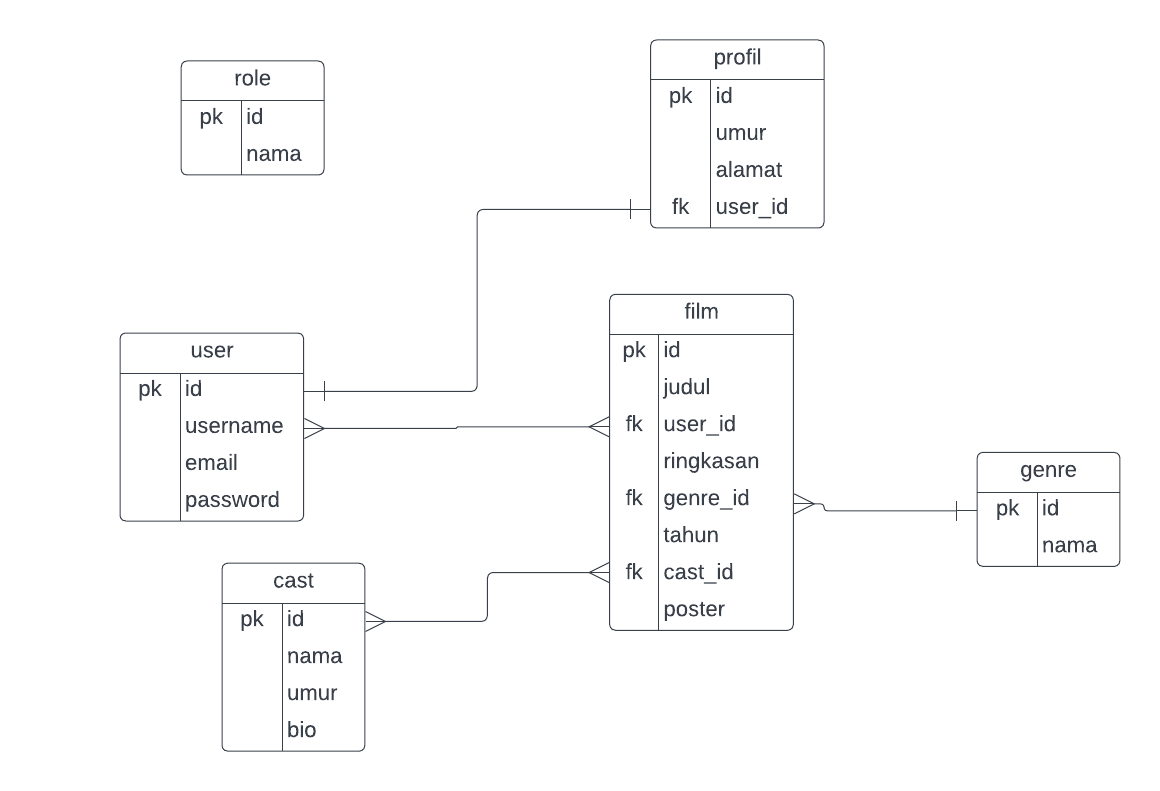 role
pk id
nama
profil
pk id
umur
alamat
fk user_id
user
pk id
username
email
password
film
pk id
judul
fk user_id
ringkasan
fk genre_id
tahun
fk cast_id
poster
genre
pk id
nama
cast
pk id
nama
umur
bio